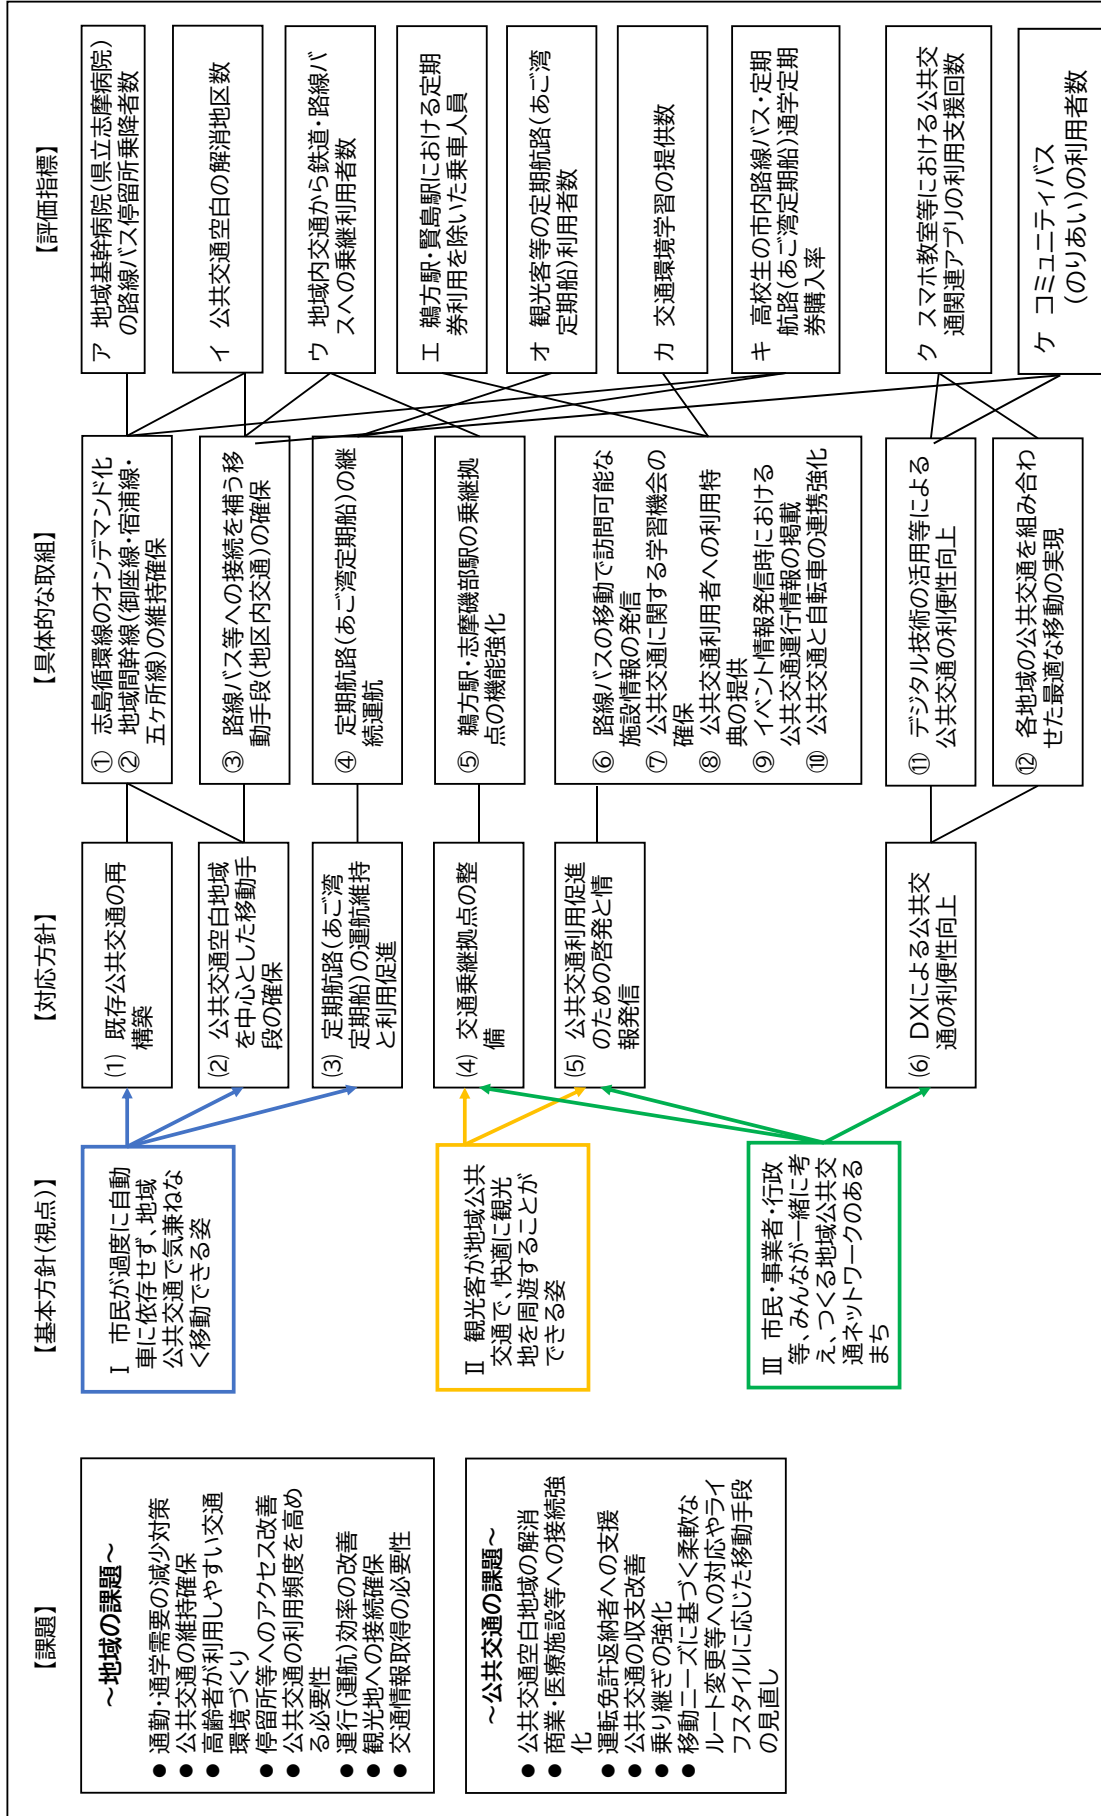 【課題】
～地域の課題～
● 通勤・通学需要の減少対策
● 公共交通の維持確保
● 高齢者が利用しやすい交通
環境づくり
● 停留所等へのアクセス改善
● 公共交通の利用頻度を高め
る必要性
● 運行(運航)効率の改善
● 観光地への接続確保
● 交通情報取得の必要性
～公共交通の課題～
● 公共交通空白地域の解消
● 商業・医療施設等への接続強
化
● 運転免許返納者への支援
● 公共交通の収支改善
● 乗り継ぎの強化
● 移動ニーズに基づく柔軟な
ルート変更等への対応やライ
フスタイルに応じた移動手段
の見直し
【基本方針(視点)】
Ⅰ 市民が過度に自動
車に依存せず、地域
公共交通で気兼ねな
く移動できる姿
Ⅱ 観光客が地域公共
交通で、快適に観光
地を周遊することが
できる姿
Ⅲ 市民・事業者・行政
等、みんなが一緒に考
え、つくる地域公共交
通ネットワークのある
まち
【対応方針】
(1) 既存公共交通の再
構築
(2) 公共交通空白地域
を中心とした移動手
段の確保
(3) 定期航路(あご湾
定期船)の運航維持
と利用促進
(4) 交通乗継拠点の整
備
(5) 公共交通利用促進
のための啓発と情
報発信
(6) DXによる公共交
通の利便性向上
【具体的な取組】
① 志島循環線のオンデマンド化
② 地域間幹線(御座線・宿浦線・
五ヶ所線)の維持確保
③ 路線バス等への接続を補う移
動手段(地区内交通)の確保
④ 定期航路(あご湾定期船)の継
続運航
⑤ 鵜方駅・志摩磯部駅の乗継拠
点の機能強化
⑥ 路線バスの移動で訪問可能な
施設情報の発信
⑦ 公共交通に関する学習機会の
確保
⑧ 公共交通利用者への利用特
典の提供
⑨ イベント情報発信時における
公共交通運行情報の掲載
⑩ 公共交通と自転車の連携強化
⑪ デジタル技術の活用等による
公共交通の利便性向上
⑫ 各地域の公共交通を組み合わ
せた最適な移動の実現
【評価指標】
ア 地域基幹病院(県立志摩病院)
の路線バス停留所乗降者数
イ 公共交通空白の解消地区数
ウ 地域内交通から鉄道・路線バ
スへの乗継利用者数
エ 鵜方駅・賢島駅における定期
券利用を除いた乗車人員
オ 観光客等の定期航路(あご湾
定期船)利用者数
カ 交通環境学習の提供数
キ 高校生の市内路線バス・定期
航路(あご湾定期船)通学定期
券購入率
ク スマホ教室等における公共交
通関連アプリの利用支援回数
ケ コミュニティバス
(のりあい)の利用者数